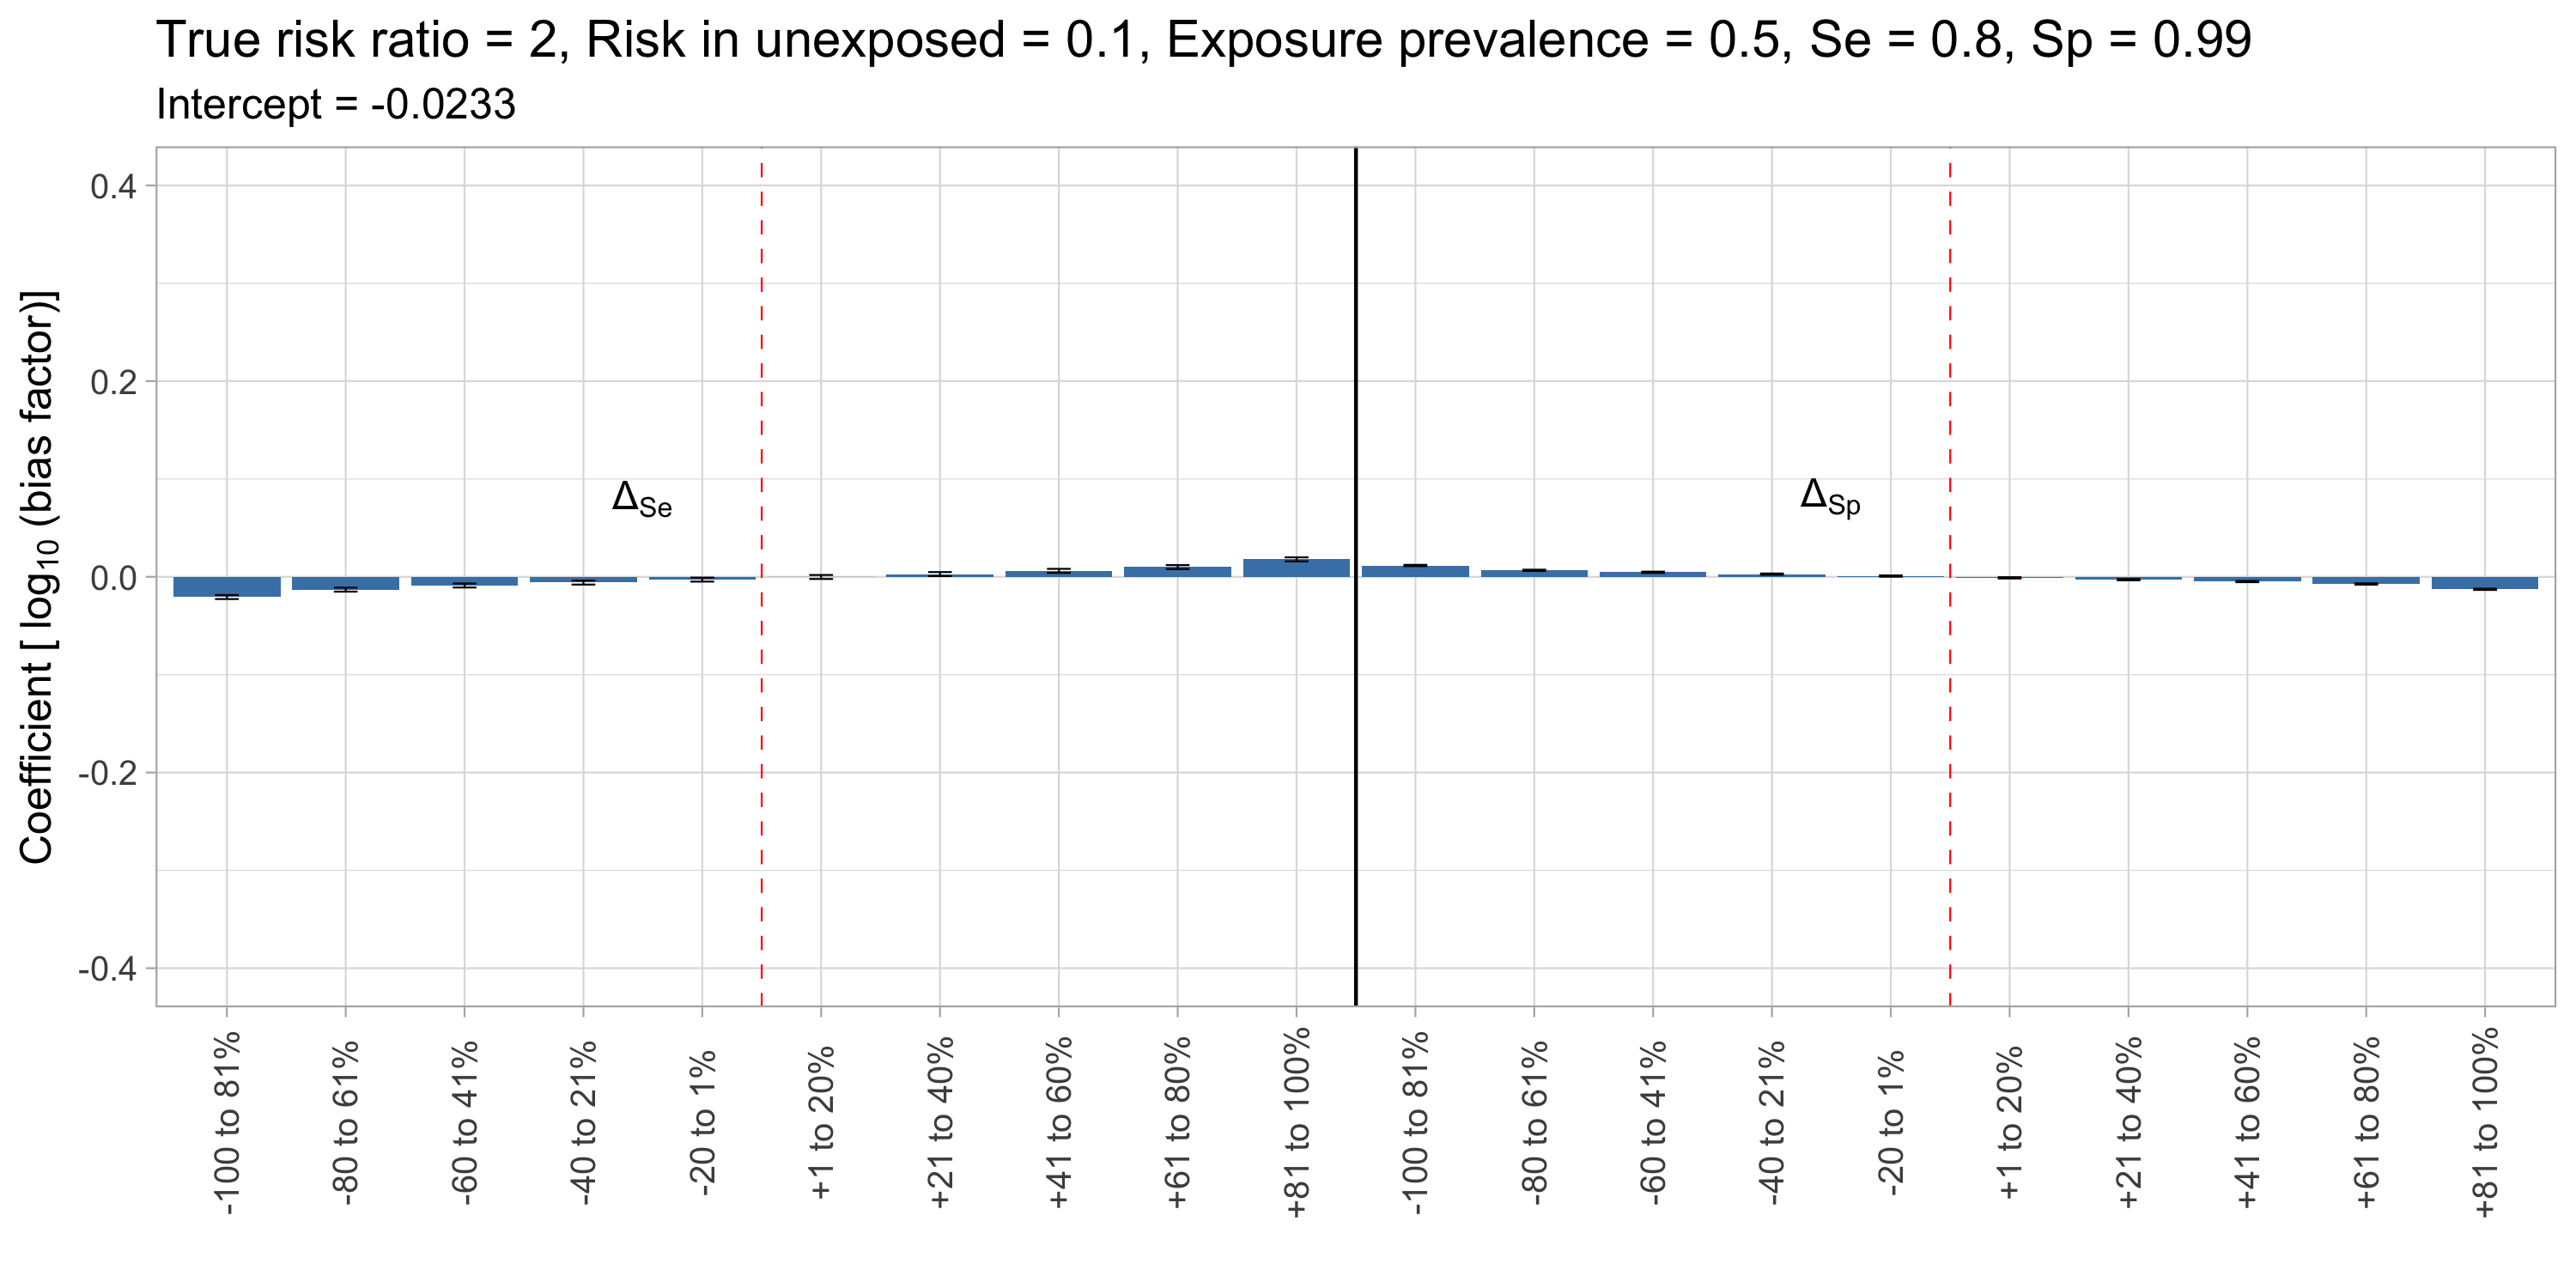 True risk ratio = 2, Risk in unexposed = 0.1, Exposure prevalence = 0.5, Se = 0.8, Sp = 0.99
Intercept = -0.0233
Coefficient [ log10 (bias factor)]
0.4
0.2
0.0
-0.2
-0.4
ΔSe
ΔSp
-100 to 81%
-80 to 61%
-60 to 41%
-40 to 21%
-20 to 1%
+1 to 20%
+21 to 40%
+41 to 60%
+61 to 80%
+81 to 100%
-100 to 81%
-80 to 61%
-60 to 41%
-40 to 21%
-20 to 1%
+1 to 20%
+21 to 40%
+41 to 60%
+61 to 80%
+81 to 100%